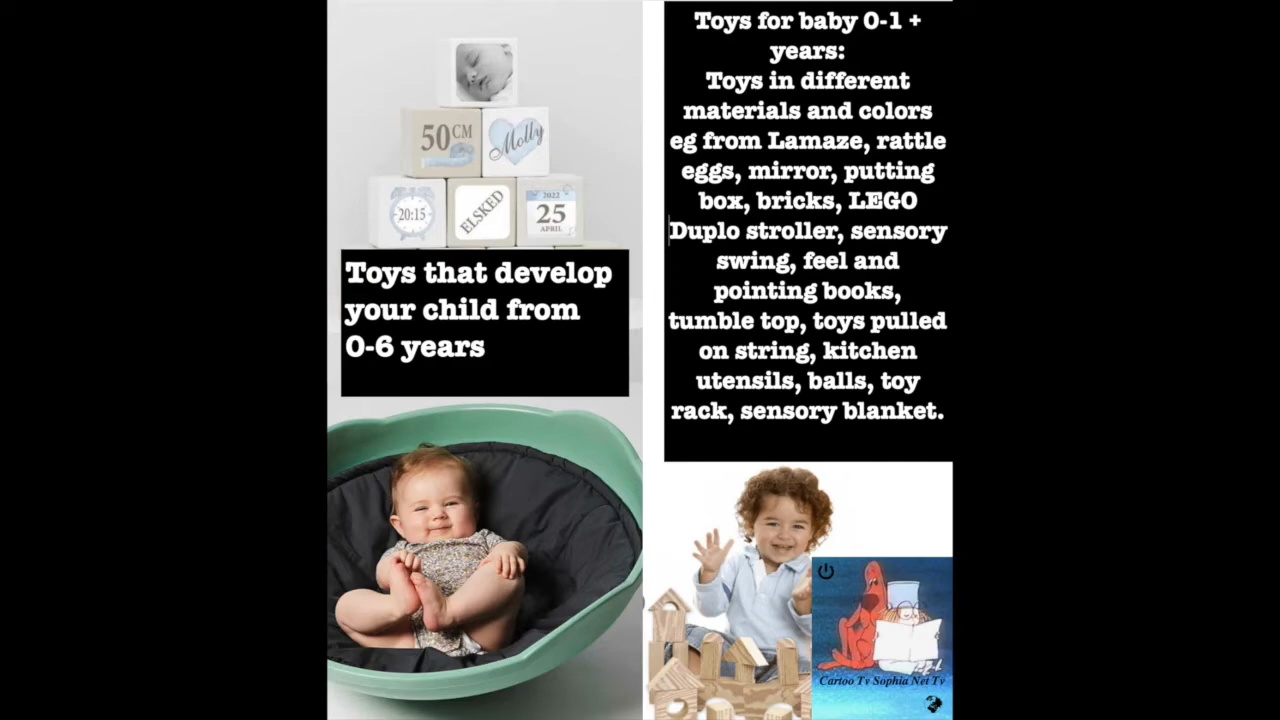 50CM
Molly
20:15
ELSKED
2022
25
APRIL
Toys that develop
your child from
0-6 years
Toys for baby 0-1 +
years:
Toys in different
materials and colors
eg from Lamaze, rattle
eggs, mirror, putting
box, bricks, LEGO
Duplo stroller, sensory
swing, feel and
pointing books,
tumble top, toys pulled
on string, kitchen
utensils, balls, toy
rack, sensory blanket.
Cartoo Tv Sophia Net Tv